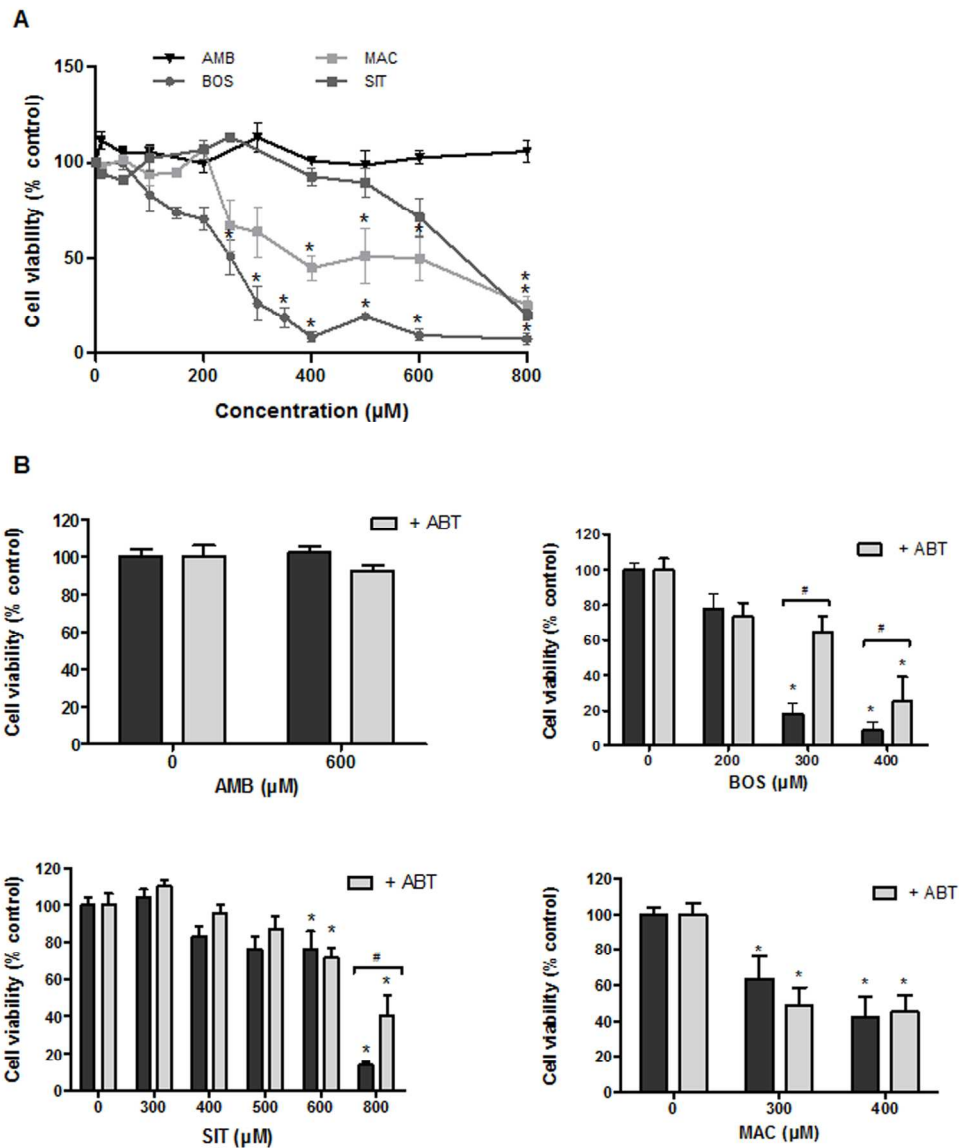 A
AMB
MAC
BOS
SIT
150
100
50
0
Cell viability (% control)
* * * * * * *
* * * *
* *
0 200 400 600 800
Concentration (µM)
B
120
100
80
60
40
20
0
Cell viability (% control)
+ ABT
0 600
AMB (µM)
120
100
80
60
40
20
0
Cell viability (% control)
+ ABT
#
#
* * *
0 200 300 400
BOS (µM)
120
100
80
60
40
20
0
Cell viability (% control)
+ ABT
* *
#
* *
0 300 400 500 600 800
SIT (µM)
120
100
80
60
40
20
0
Cell viability (% control)
+ ABT
* * * *
0 300 400
MAC (µM)